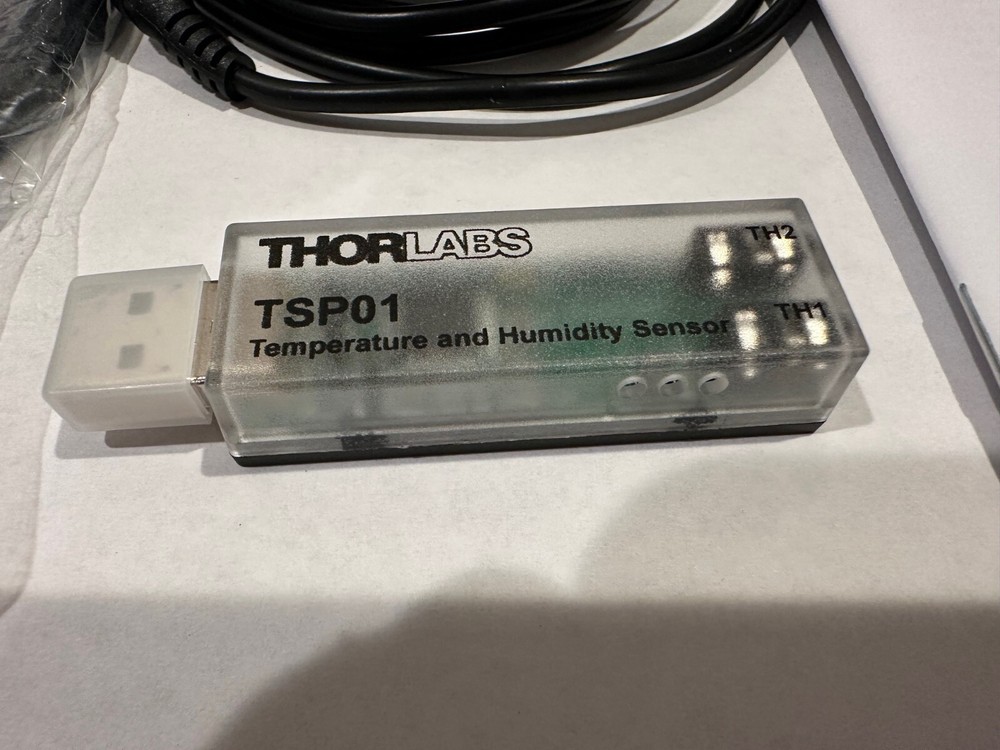 THORLABS
TH2
TSP01
TH1
Temperature and Humidity Sensor